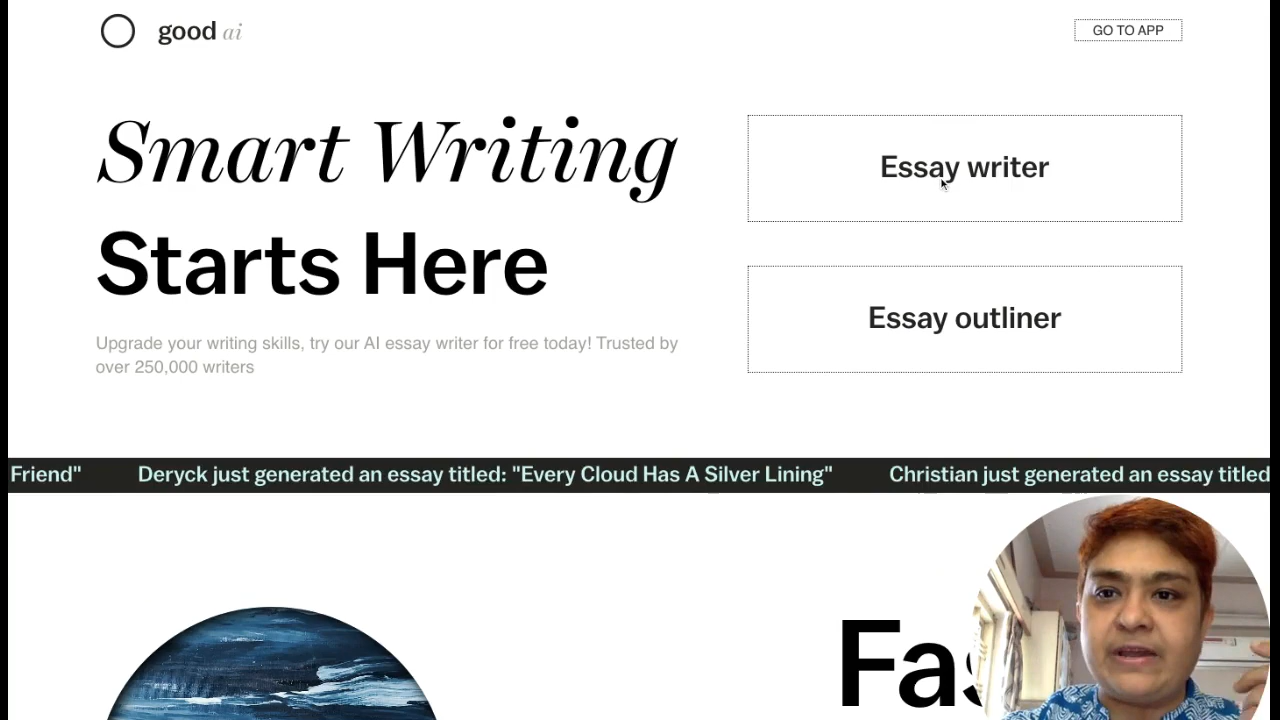 good ai
GO TO APP
Smart Writing
Starts Here
Upgrade your writing skills, try our AI essay writer for free today! Trusted by
over 250,000 writers
Essay writer
Essay outliner
Friend" Deryck just generated an essay titled: "Every Cloud Has A Silver Lining" Christian just generated an essay titled